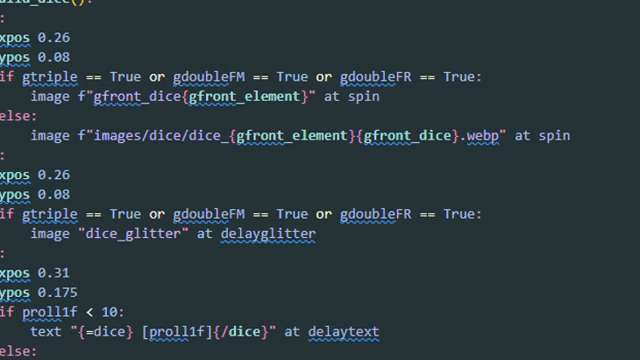 ():
:
xpos 0.26
ypos 0.08
if gtriple == True or gdoubleFM == True or gdoubleFR == True:
image f"gfront_dice{gfront_element}" at spin
else:
image f"images/dice/dice_{gfront_element}{gfront_dice}.webp" at spin
:
xpos 0.26
ypos 0.08
if gtriple == True or gdoubleFM == True or gdoubleFR == True:
image "dice_glitter" at delayglitter
:
xpos 0.31
ypos 0.175
if proll1f < 10:
text "{=dice} [proll1f]{/dice}" at delaytext
else: